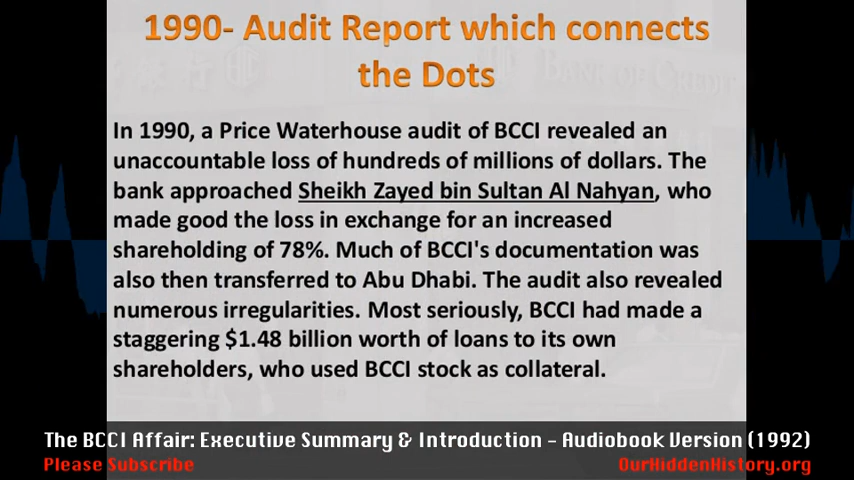 1990- Audit Report which connects
the Dots
In 1990, a Price Waterhouse audit of BCCI revealed an
unaccountable loss of hundreds of millions of dollars. The
bank approached Sheikh Zayed bin Sultan Al Nahyan, who
made good the loss in exchange for an increased
shareholding of 78%. Much of BCCI's documentation was
also then transferred to Abu Dhabi. The audit also revealed
numerous irregularities. Most seriously, BCCI had made a
staggering $1.48 billion worth of loans to its own
shareholders, who used BCCI stock as collateral.
The BCCI Affair: Executive Summary & Introduction - Audiobook Version (1992)
Please Subscribe
OurHiddenHistory.org